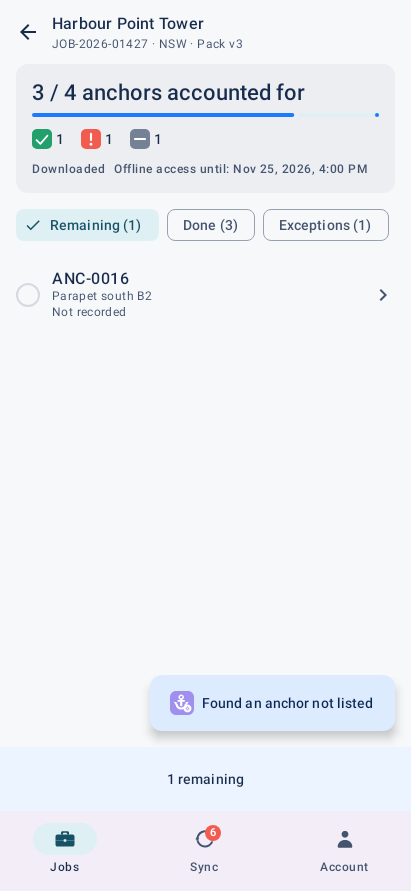 Harbour Point Tower
JOB-2026-01427 · NSW · Pack v3
3 / 4 anchors accounted for
1 1 1
Downloaded Offline access until: Nov 25, 2026, 4:00 PM
Remaining (1) Done (3) Exceptions (1)
ANC-0016
Parapet south B2
Not recorded
Found an anchor not listed
1 remaining
6
Jobs Sync Account